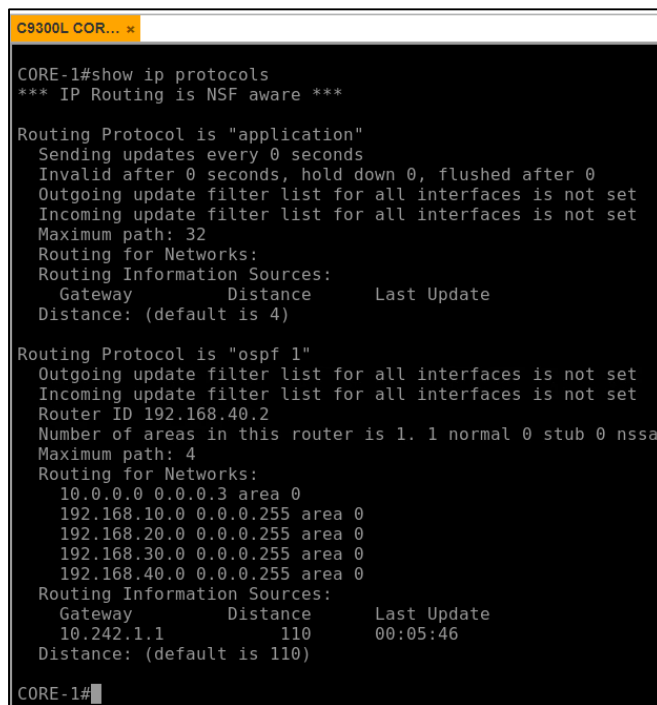 C9300L COR... ×
CORE-1#show ip protocols
*** IP Routing is NSF aware ***
Routing Protocol is "application"
  Sending updates every 0 seconds
  Invalid after 0 seconds, hold down 0, flushed after 0
  Outgoing update filter list for all interfaces is not set
  Incoming update filter list for all interfaces is not set
  Maximum path: 32
  Routing for Networks:
  Routing Information Sources:
    Gateway         Distance      Last Update
  Distance: (default is 4)
Routing Protocol is "ospf 1"
  Outgoing update filter list for all interfaces is not set
  Incoming update filter list for all interfaces is not set
  Router ID 192.168.40.2
  Number of areas in this router is 1. 1 normal 0 stub 0 nssa
  Maximum path: 4
  Routing for Networks:
    10.0.0.0 0.0.0.3 area 0
    192.168.10.0 0.0.0.255 area 0
    192.168.20.0 0.0.0.255 area 0
    192.168.30.0 0.0.0.255 area 0
    192.168.40.0 0.0.0.255 area 0
  Routing Information Sources:
    Gateway         Distance      Last Update
    10.242.1.1           110      00:05:46
  Distance: (default is 110)
CORE-1#